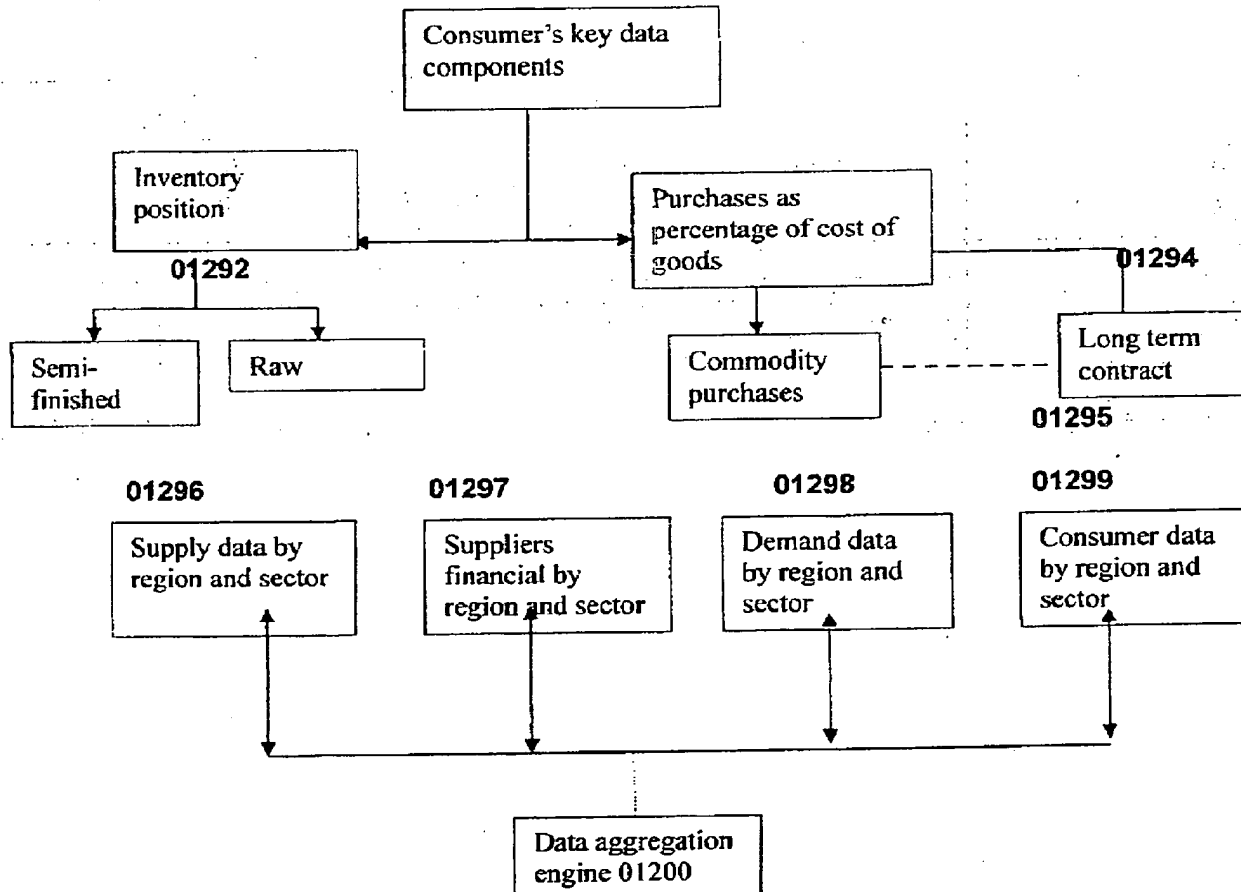 Consumer's key data
components
Inventory
position
Purchases as
percentage of cost of
goods
01292
01294
Semi-
finished
Raw
Commodity
purchases
Long term
contract
01295
01296
01297
01298
01299
Supply data by
region and sector
Suppliers
financial by
region and sector
Demand data
by region and
sector
Consumer data
by region and
sector
Data aggregation
engine 01200